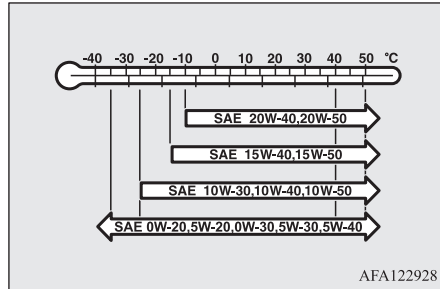 -40 -30 -20 -10 0 10 20 30 40 50 °C
SAE 20W-40,20W-50
SAE 15W-40,15W-50
SAE 10W-30,10W-40,10W-50
SAE 0W-20,5W-20,0W-30,5W-30,5W-40
AFA122928